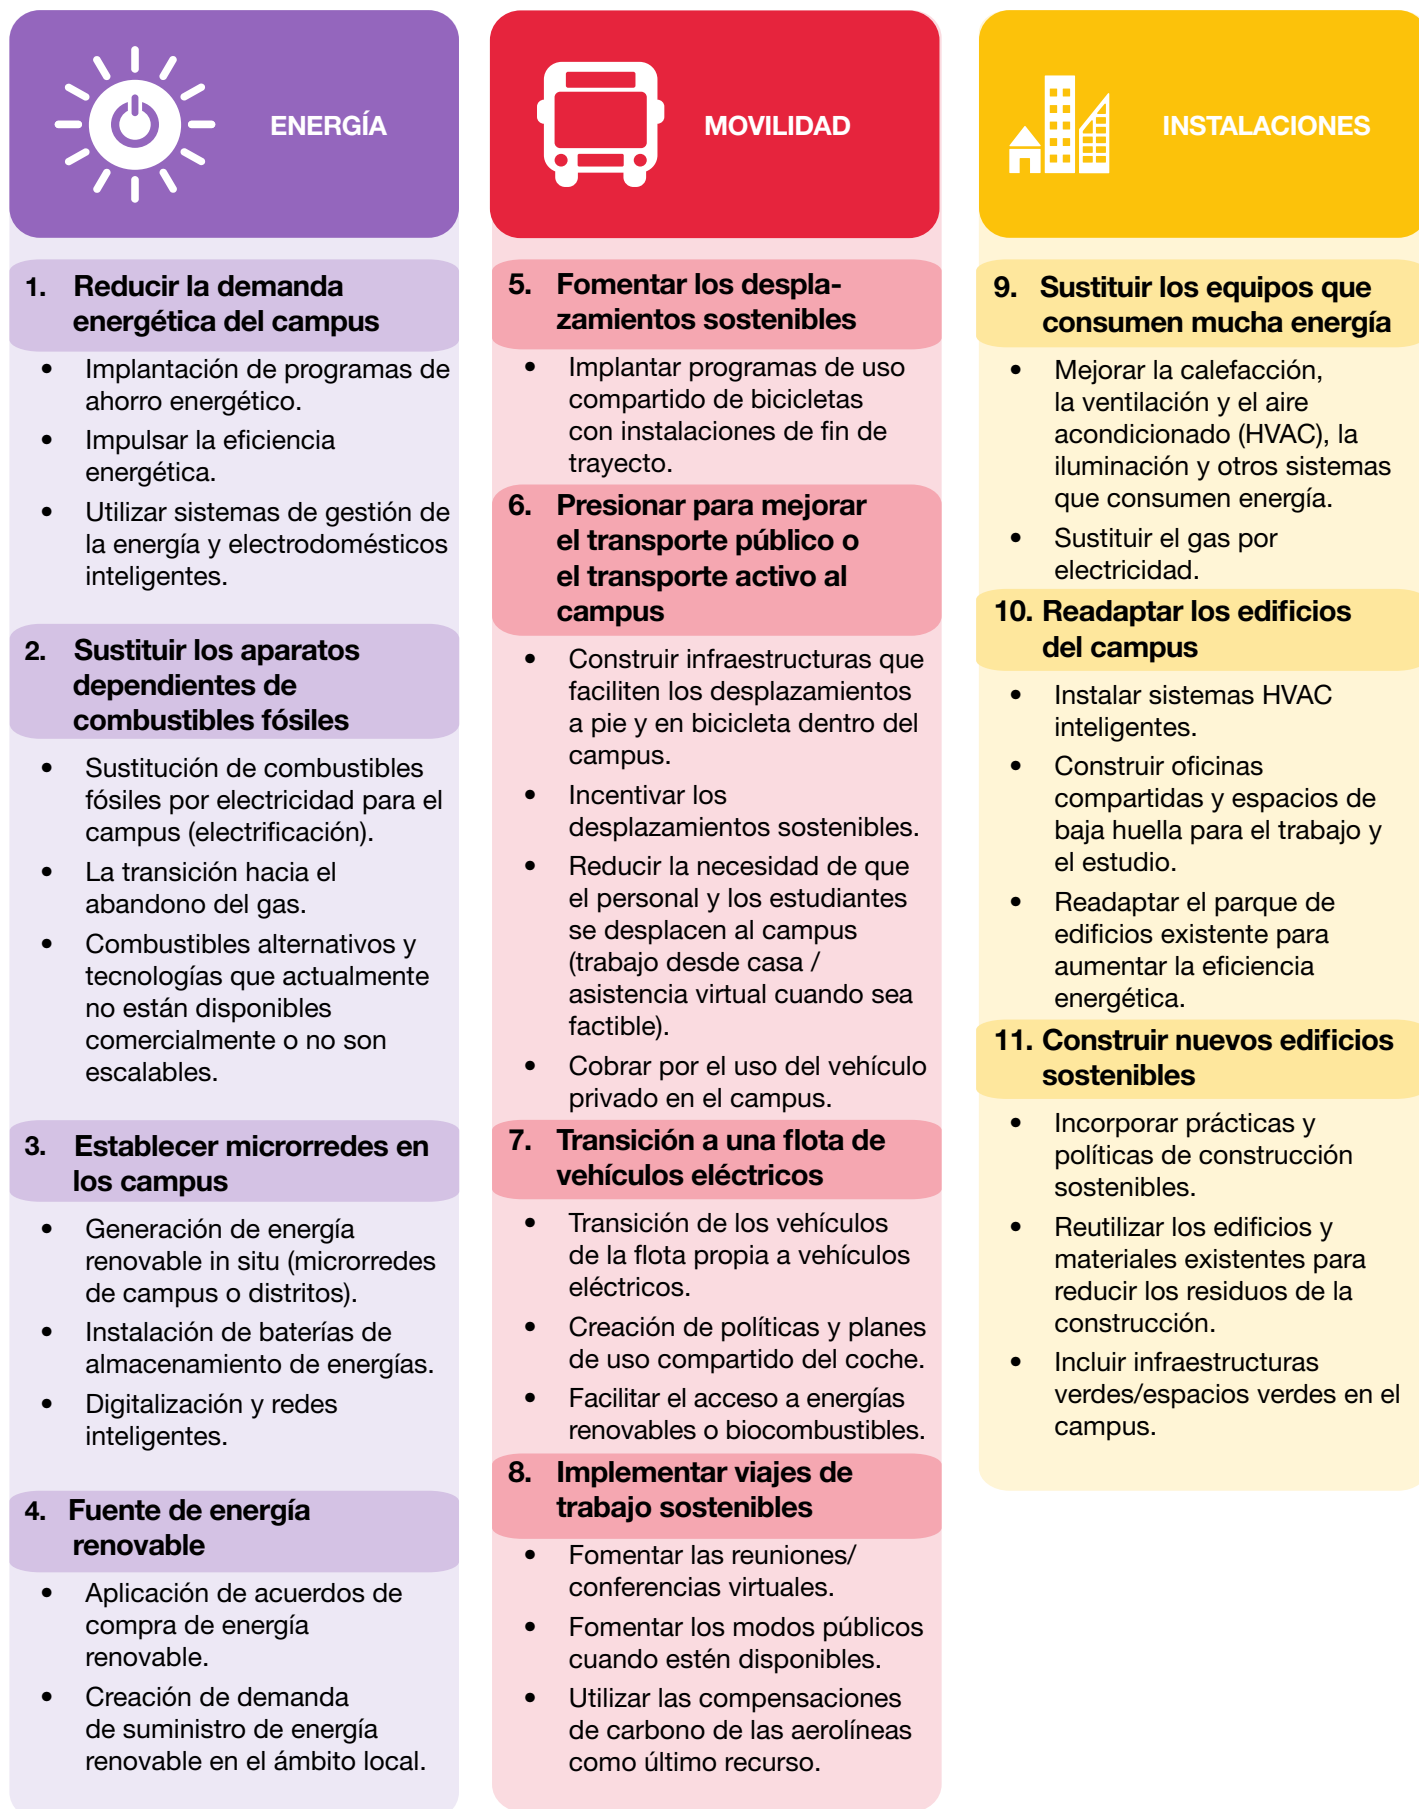 ENERGÍA
1. Reducir la demanda
energética del campus
• Implantación de programas de
ahorro energético.
• Impulsar la eficiencia
energética.
• Utilizar sistemas de gestión de
la energía y electrodomésticos
inteligentes.
2. Sustituir los aparatos
dependientes de
combustibles fósiles
• Sustitución de combustibles
fósiles por electricidad para el
campus (electrificación).
• La transición hacia el
abandono del gas.
• Combustibles alternativos y
tecnologías que actualmente
no están disponibles
comercialmente o no son
escalables.
3. Establecer microrredes en
los campus
• Generación de energía
renovable in situ (microrredes
de campus o distritos).
• Instalación de baterías de
almacenamiento de energías.
• Digitalización y redes
inteligentes.
4. Fuente de energía
renovable
• Aplicación de acuerdos de
compra de energía
renovable.
• Creación de demanda
de suministro de energía
renovable en el ámbito local.
MOVILIDAD
5. Fomentar los despla-
zamientos sostenibles
• Implantar programas de uso
compartido de bicicletas
con instalaciones de fin de
trayecto.
6. Presionar para mejorar
el transporte público o
el transporte activo al
campus
• Construir infraestructuras que
faciliten los desplazamientos
a pie y en bicicleta dentro del
campus.
• Incentivar los
desplazamientos sostenibles.
• Reducir la necesidad de que
el personal y los estudiantes
se desplacen al campus
(trabajo desde casa /
asistencia virtual cuando sea
factible).
• Cobrar por el uso del vehículo
privado en el campus.
7. Transición a una flota de
vehículos eléctricos
• Transición de los vehículos
de la flota propia a vehículos
eléctricos.
• Creación de políticas y planes
de uso compartido del coche.
• Facilitar el acceso a energías
renovables o biocombustibles.
8. Implementar viajes de
trabajo sostenibles
• Fomentar las reuniones/
conferencias virtuales.
• Fomentar los modos públicos
cuando estén disponibles.
• Utilizar las compensaciones
de carbono de las aerolíneas
como último recurso.
INSTALACIONES
9. Sustituir los equipos que
consumen mucha energía
• Mejorar la calefacción,
la ventilación y el aire
acondicionado (HVAC), la
iluminación y otros sistemas
que consumen energía.
• Sustituir el gas por
electricidad.
10. Readaptar los edificios
del campus
• Instalar sistemas HVAC
inteligentes.
• Construir oficinas
compartidas y espacios de
baja huella para el trabajo y
el estudio.
• Readaptar el parque de
edificios existente para
aumentar la eficiencia
energética.
11. Construir nuevos edificios
sostenibles
• Incorporar prácticas y
políticas de construcción
sostenibles.
• Reutilizar los edificios y
materiales existentes para
reducir los residuos de la
construcción.
• Incluir infraestructuras
verdes/espacios verdes en el
campus.